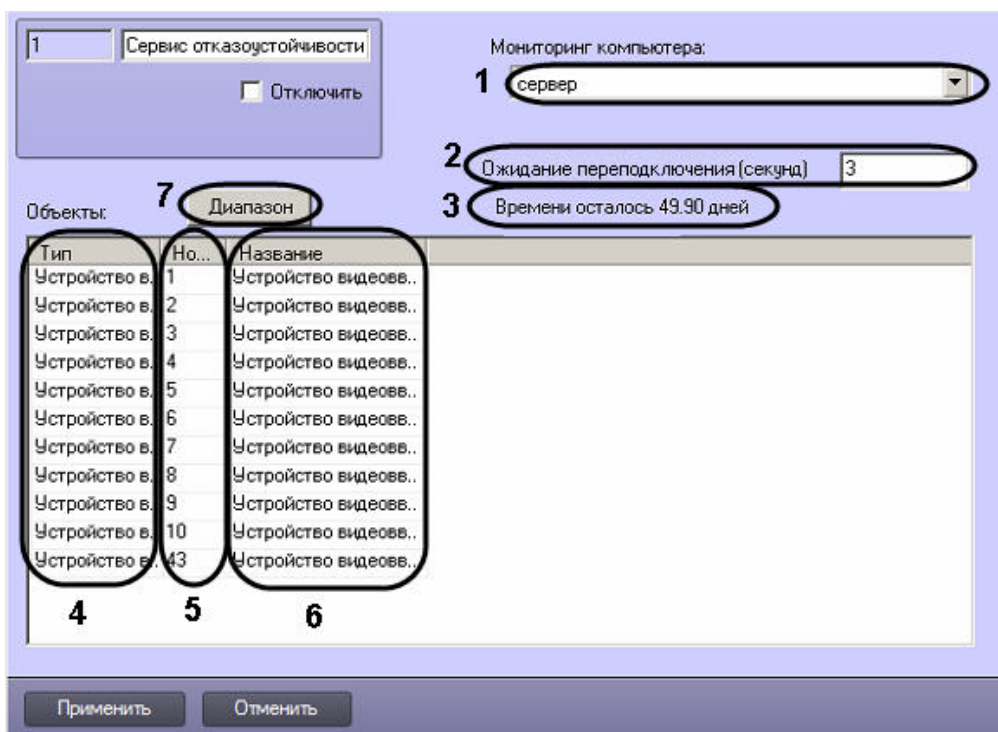 1 Сервис отказоустойчивости
Отключить
Мониторинг компьютера:
1 сервер
2 Ожидание переподключения (секунд) 3
3 Времени осталось 49.90 дней
Объекты: 7 Диапазон
Тип Но... Название
Устройство в. 1 Устройство видеовв..
Устройство в. 2 Устройство видеовв..
Устройство в. 3 Устройство видеовв..
Устройство в. 4 Устройство видеовв..
Устройство в. 5 Устройство видеовв..
Устройство в. 6 Устройство видеовв..
Устройство в. 7 Устройство видеовв..
Устройство в. 8 Устройство видеовв..
Устройство в. 9 Устройство видеовв..
Устройство в. 10 Устройство видеовв..
Устройство в.. 43 Устройство видеовв..
4 5 6
Применить Отменить